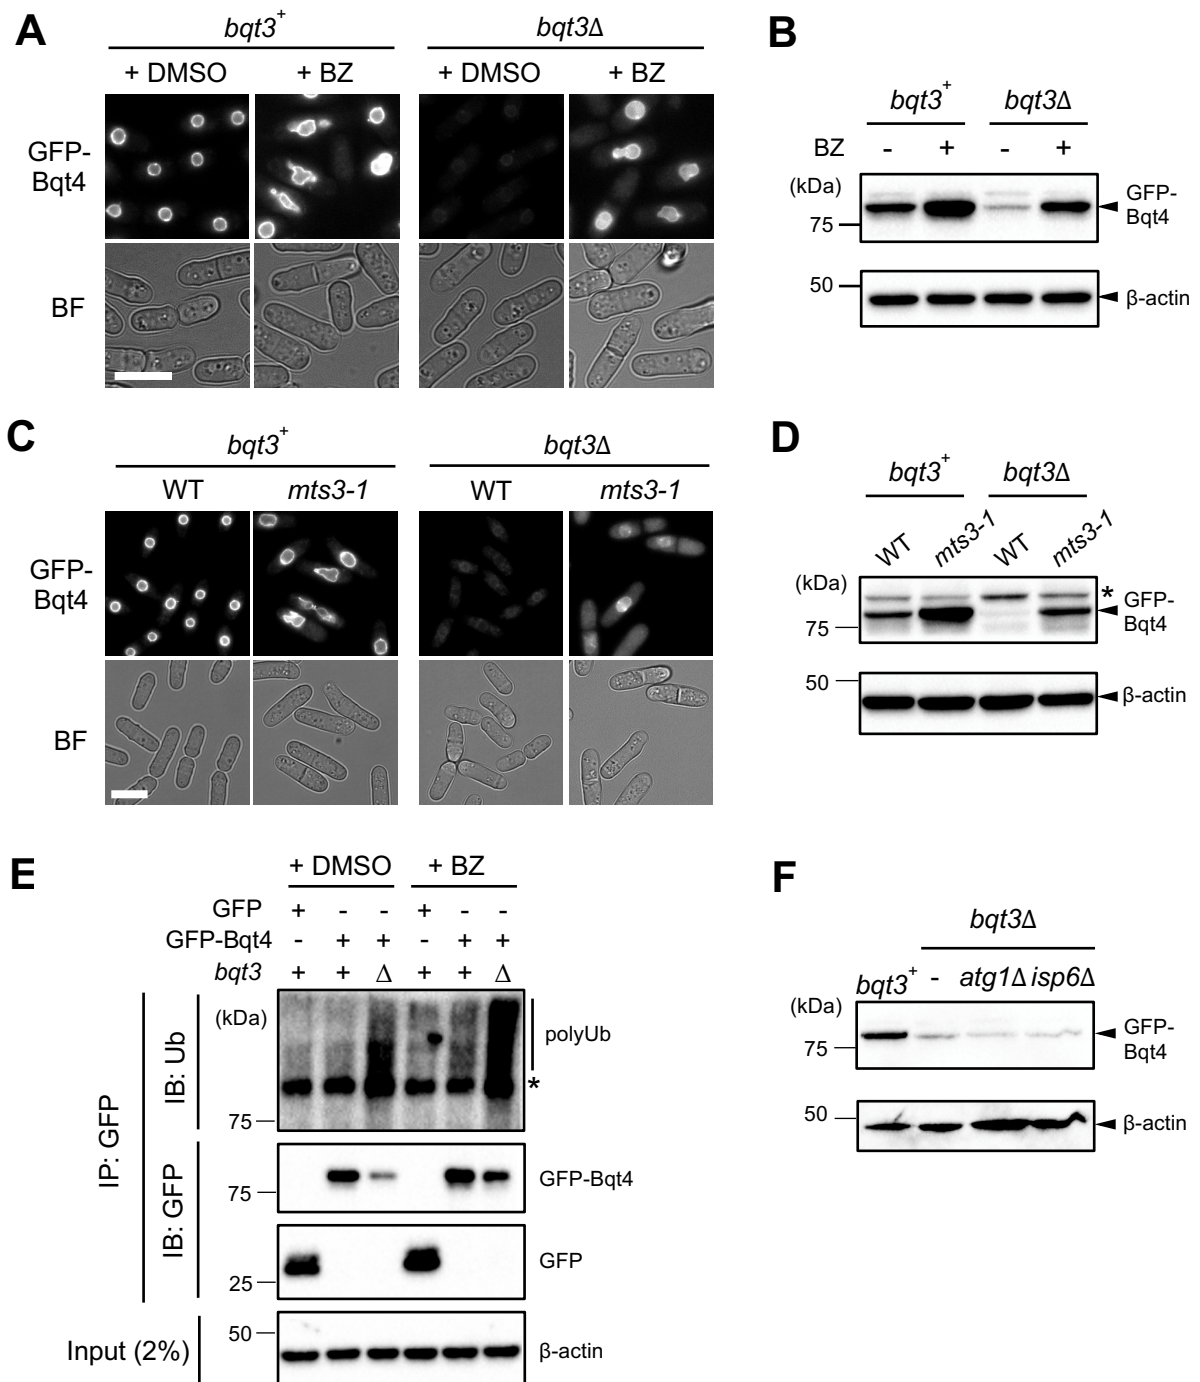 A
bqt3+ bqt3Δ
+ DMSO + BZ + DMSO + BZ
GFP-
Bqt4
BF
B
bqt3+ bqt3Δ
BZ - + - +
(kDa)
75
GFP-
Bqt4
50
β-actin
C
bqt3+ bqt3Δ
WT mts3-1 WT mts3-1
GFP-
Bqt4
BF
D
bqt3+ bqt3Δ
WT mts3-1 WT mts3-1
(kDa)
*
75
GFP-
Bqt4
50
β-actin
E
+ DMSO + BZ
GFP + - - + - -
GFP-Bqt4 - + + - + +
bqt3 + + Δ + + Δ
IP: GFP
IB: Ub
(kDa)
polyUb
*
75
IB: GFP
75
GFP-Bqt4
25
GFP
Input (2%)
50
β-actin
F
bqt3Δ
bqt3+ - atg1Δ isp6Δ
(kDa)
75
GFP-
Bqt4
50
β-actin